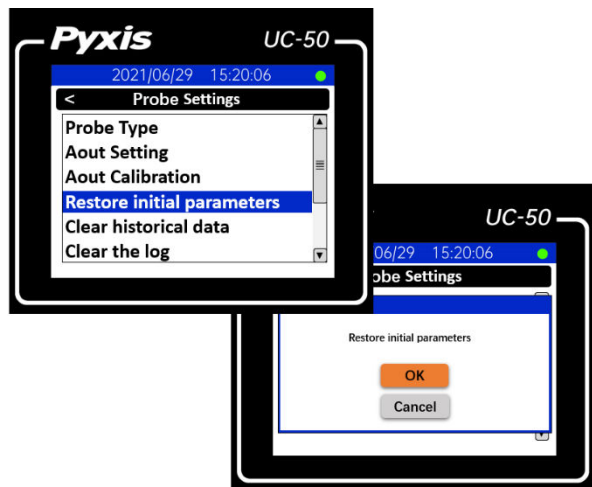 Pyxis UC-50
2021/06/29 15:20:06
< Probe Settings
Probe Type
Aout Setting
Aout Calibration
Restore initial parameters
Clear historical data
Clear the log
UC-50
06/29 15:20:06
obe Settings
Restore initial parameters
OK
Cancel